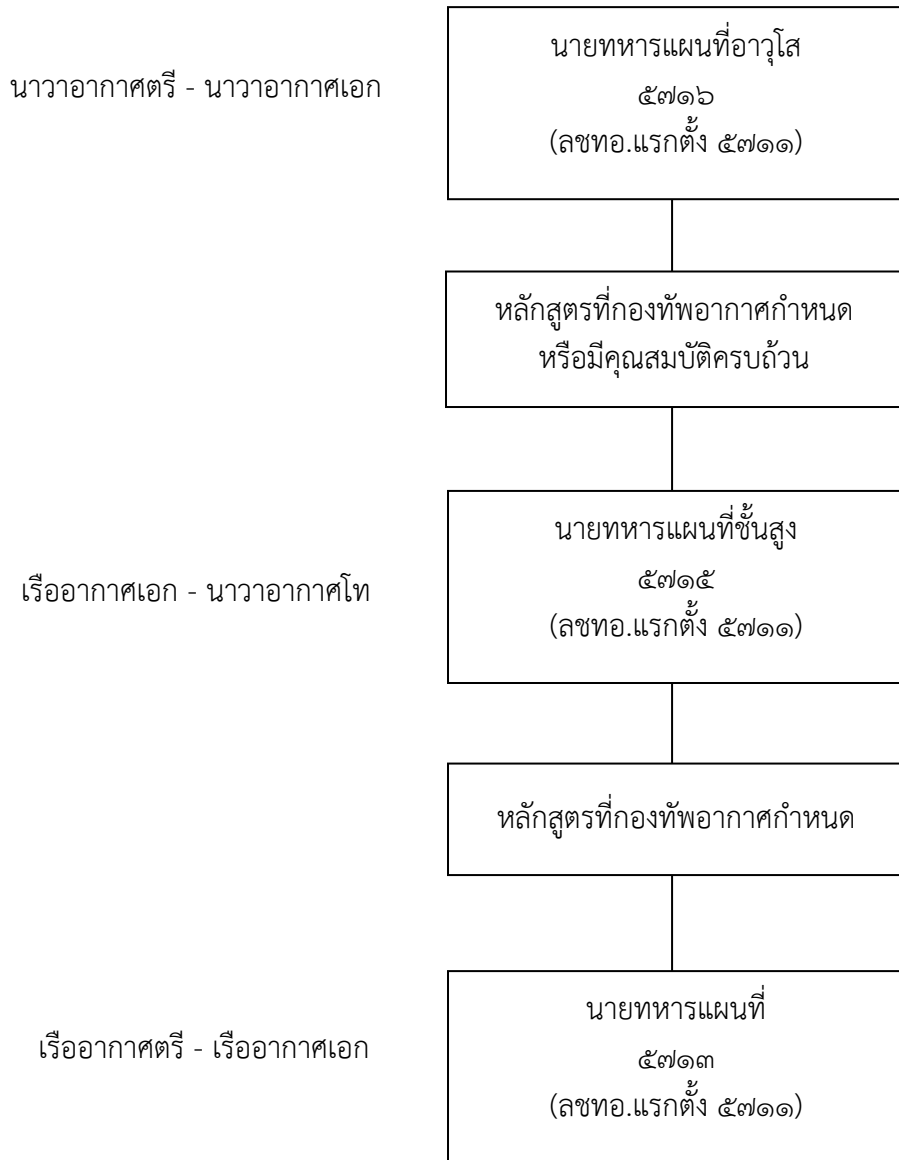 นายทหารแผนที่อาวุโส
นาวาอากาศตรี - นาวาอากาศเอก
๕๗๑๖
(ลชทอ.แรกตั้ง ๕๗๑๑)
หลักสูตรที่กองทัพอากาศกำหนด
หรือมีคุณสมบัติครบถ้วน
นายทหารแผนที่ชั้นสูง
เรืออากาศเอก - นาวาอากาศโท
๕๗๑๕
(ลชทอ.แรกตั้ง ๕๗๑๑)
หลักสูตรที่กองทัพอากาศกำหนด
นายทหารแผนที่
เรืออากาศตรี - เรืออากาศเอก
๕๗๑๓
(ลชทอ.แรกตั้ง ๕๗๑๑)